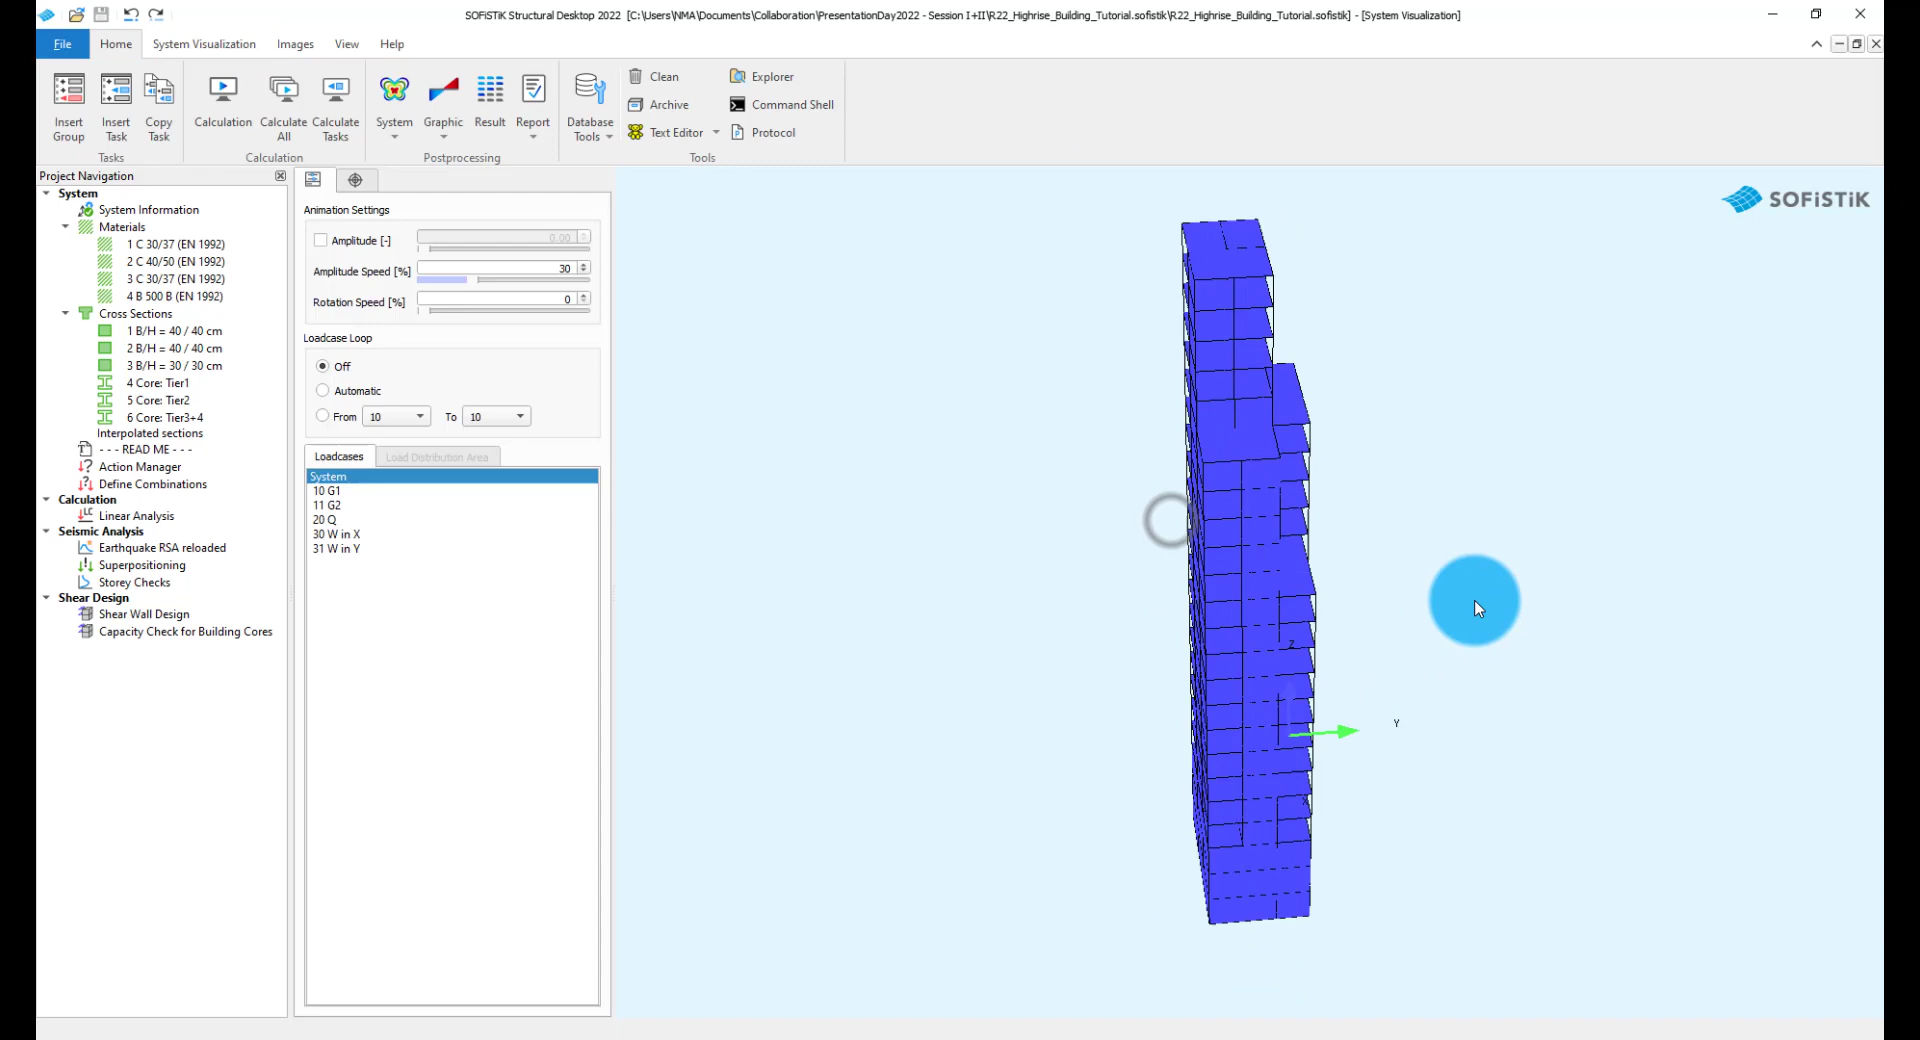 SOFiSTiK Structural Desktop 2022 [C:\Users\NMA\Documents\Collaboration\PresentationDay2022 - Session I+II\R22_Highrise_Building_Tutorial.sofistik\R22_Highrise_Building_Tutorial.sofistik] - [System Visualization]
File Home System Visualization Images View Help
Insert Group
Insert Task
Copy Task
Calculation
Calculate All
Calculate Tasks
System
Graphic
Result
Report
Database Tools
Clean
Archive
Text Editor
Explorer
Command Shell
Protocol
Tasks
Calculation
Postprocessing
Tools
Project Navigation
System
System Information
Materials
1 C 30/37 (EN 1992)
2 C 40/50 (EN 1992)
3 C 30/37 (EN 1992)
4 B 500 B (EN 1992)
Cross Sections
1 B/H = 40 / 40 cm
2 B/H = 40 / 40 cm
3 B/H = 30 / 30 cm
4 Core: Tier1
5 Core: Tier2
6 Core: Tier3+4
Interpolated sections
- - - READ ME - - -
Action Manager
Define Combinations
Calculation
Linear Analysis
Seismic Analysis
Earthquake RSA reloaded
Superpositioning
Storey Checks
Shear Design
Shear Wall Design
Capacity Check for Building Cores
Animation Settings
Amplitude [-] 0.00
Amplitude Speed [%] 30
Rotation Speed [%] 0
Loadcase Loop
Off
Automatic
From 10 To 10
Loadcases Load Distribution Area
System
10 G1
11 G2
20 Q
30 W in X
31 W in Y
SOFiSTiK
Z
Y
X